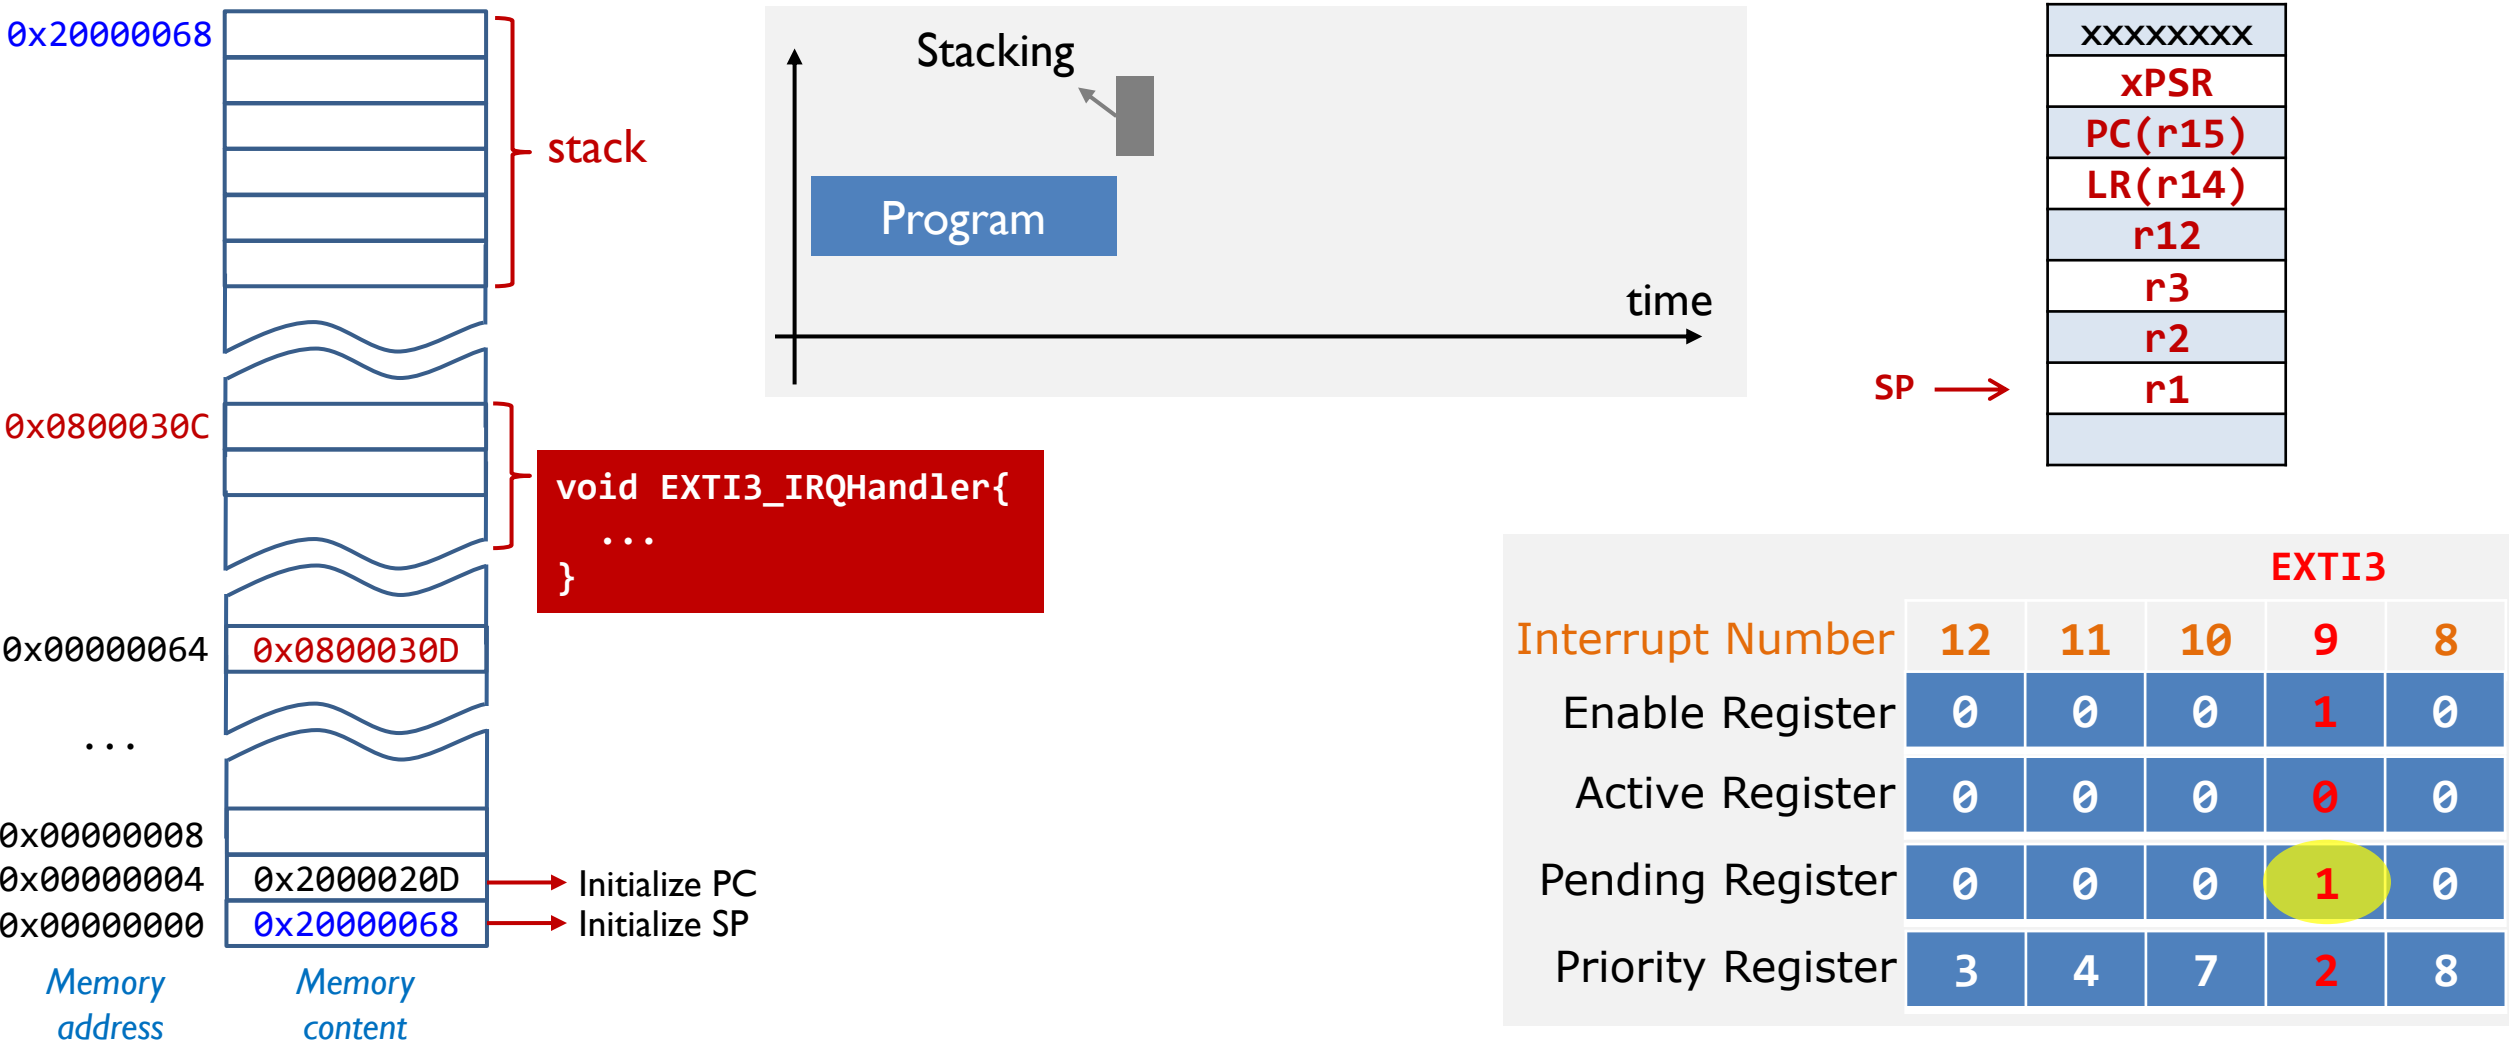 0x20000068
stack
0x0800030C
void EXTI3_IRQHandler{
...
}
0x00000064 0x0800030D
...
0x00000008
0x00000004 0x2000020D Initialize PC
0x00000000 0x20000068 Initialize SP
Memory address
Memory content
Stacking
Program
time
xxxxxxxx
xPSR
PC(r15)
LR(r14)
r12
r3
r2
SP r1
EXTI3
Interrupt Number 12 11 10 9 8
Enable Register 0 0 0 1 0
Active Register 0 0 0 0 0
Pending Register 0 0 0 1 0
Priority Register 3 4 7 2 8